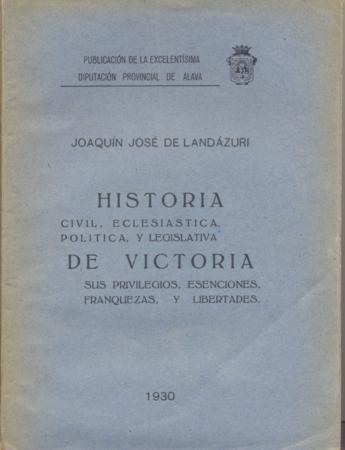 PUBLICACIÓN DE LA EXCELENTÍSIMA
DIPUTACIÓN PROVINCIAL DE ALAVA
JOAQUÍN JOSÉ DE LANDÁZURI
HISTORIA
CIVIL, ECLESIASTICA,
POLITICA, Y LEGISLATIVA
DE VICTORIA
SUS PRIVILEGIOS, ESENCIONES,
FRANQUEZAS, Y LIBERTADES.
1930